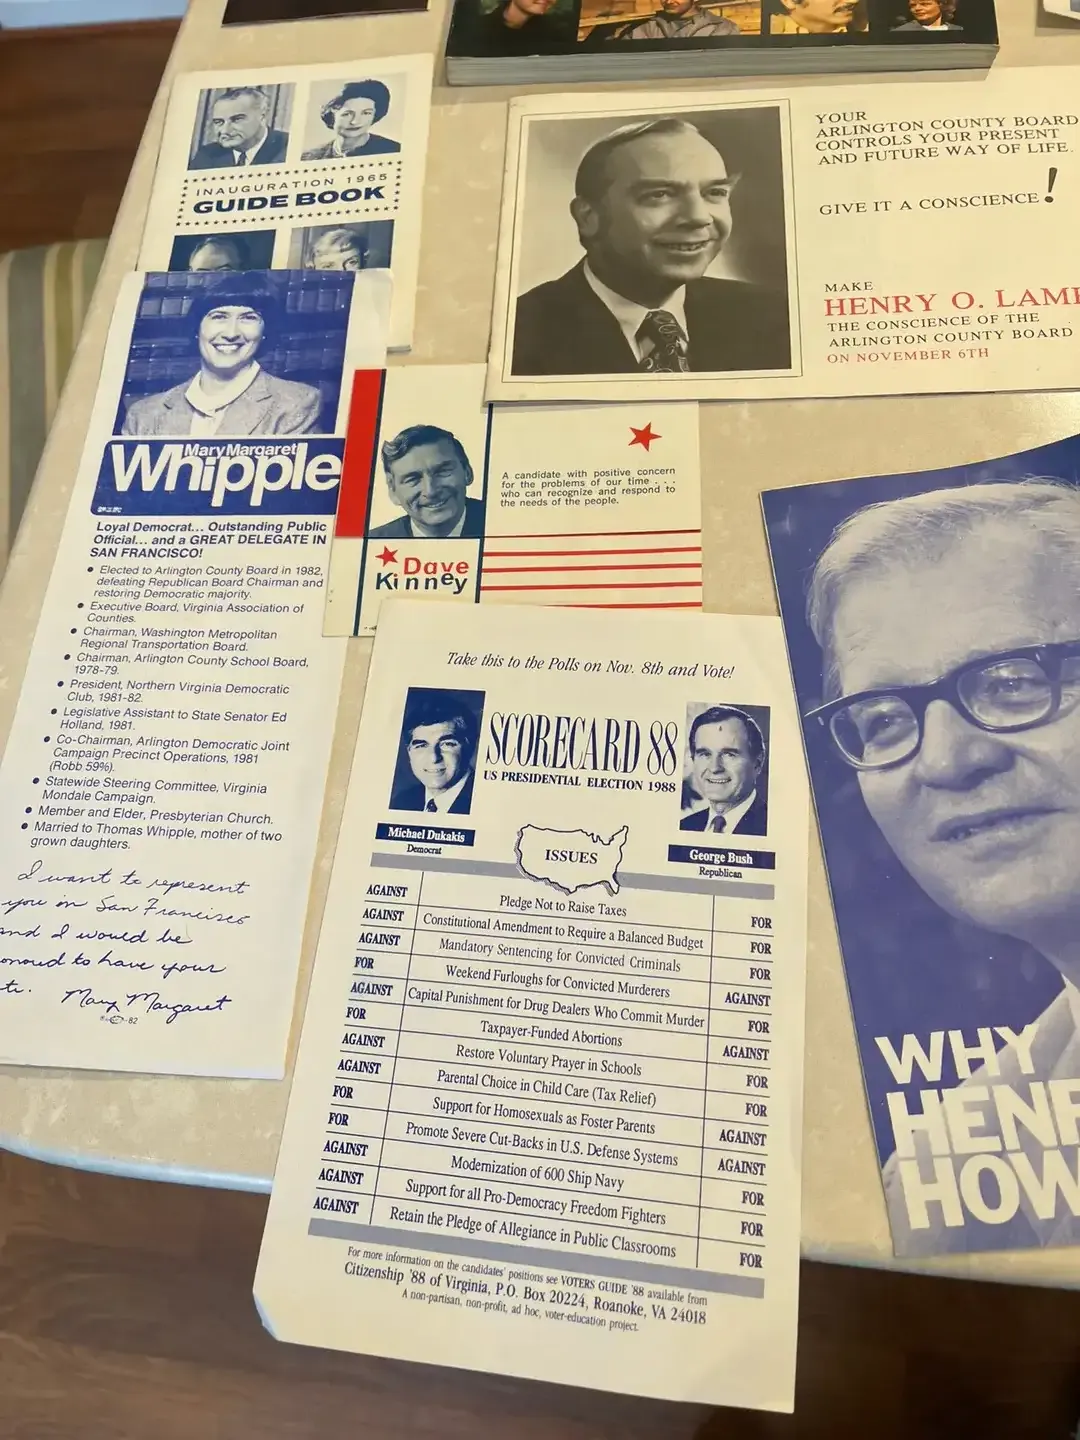 INAUGURATION 1965
GUIDE BOOK
YOUR
ARLINGTON COUNTY BOARD
CONTROLS YOUR PRESENT
AND FUTURE WAY OF LIFE.
GIVE IT A CONSCIENCE!
MAKE
HENRY O. LAM
THE CONSCIENCE OF THE
ARLINGTON COUNTY BOARD
ON NOVEMBER 6TH
Mary Margaret
Whipple
Loyal Democrat... Outstanding Public
Official... and a GREAT DELEGATE IN
SAN FRANCISCO!
• Elected to Arlington County Board in 1982,
defeating Republican Board Chairman and
restoring Democratic majority.
• Executive Board, Virginia Association of
Counties.
• Chairman, Washington Metropolitan
Regional Transportation Board.
• Chairman, Arlington County School Board,
1978-79.
• President, Northern Virginia Democratic
Club, 1981-82.
• Legislative Assistant to State Senator Ed
Holland, 1981.
• Co-Chairman, Arlington Democratic Joint
Campaign Precinct Operations, 1981
(Robb 59%).
• Statewide Steering Committee, Virginia
Mondale Campaign.
• Member and Elder, Presbyterian Church.
• Married to Thomas Whipple, mother of two
grown daughters.
I want to represent
you in San Francisco
and I would be
onored to have your
te. Mary Margaret
A candidate with positive concern
for the problems of our time . . .
who can recognize and respond to
the needs of the people.
Dave
Kinney
Take this to the Polls on Nov. 8th and Vote!
SCORECARD 88
US PRESIDENTIAL ELECTION 1988
Michael Dukakis
Democrat
ISSUES
George Bush
Republican
AGAINST Pledge Not to Raise Taxes FOR
AGAINST Constitutional Amendment to Require a Balanced Budget FOR
AGAINST Mandatory Sentencing for Convicted Criminals FOR
FOR Weekend Furloughs for Convicted Murderers AGAINST
AGAINST Capital Punishment for Drug Dealers Who Commit Murder FOR
FOR Taxpayer-Funded Abortions AGAINST
AGAINST Restore Voluntary Prayer in Schools FOR
AGAINST Parental Choice in Child Care (Tax Relief) FOR
FOR Support for Homosexuals as Foster Parents AGAINST
FOR Promote Severe Cut-Backs in U.S. Defense Systems AGAINST
AGAINST Modernization of 600 Ship Navy FOR
AGAINST Support for all Pro-Democracy Freedom Fighters FOR
AGAINST Retain the Pledge of Allegiance in Public Classrooms FOR
For more information on the candidates' positions see VOTERS GUIDE '88 available from
Citizenship '88 of Virginia, P.O. Box 20224, Roanoke, VA 24018
A non-partisan, non-profit, ad hoc, voter-education project.
WHY
HENR
HOW